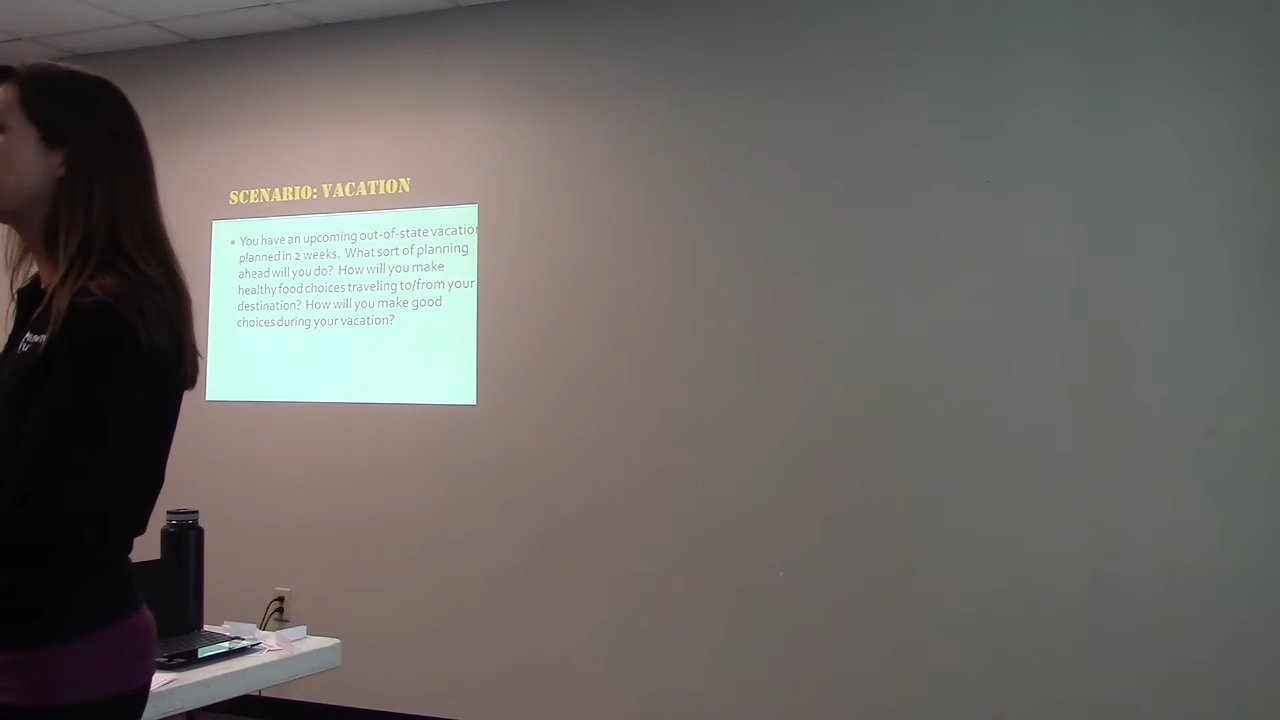 SCENARIO: VACATION
▪ You have an upcoming out-of-state vacation
planned in 2 weeks. What sort of planning
ahead will you do? How will you make
healthy food choices traveling to/from your
destination? How will you make good
choices during your vacation?